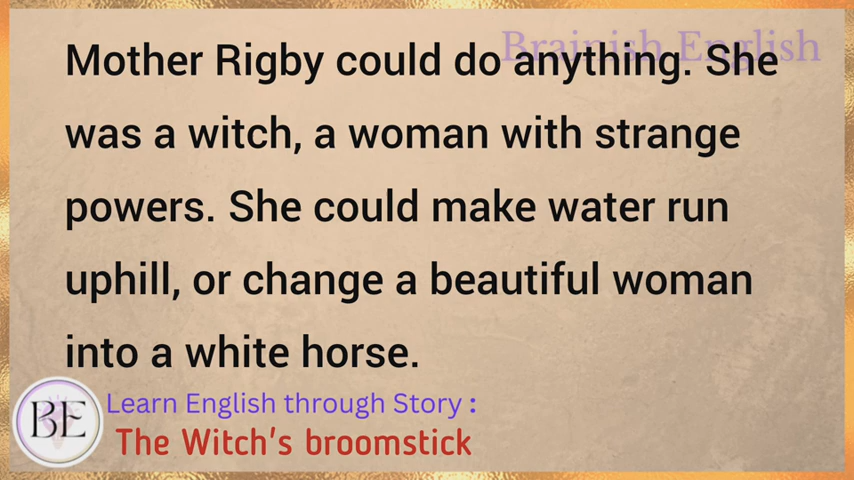 Brainish English
Mother Rigby could do anything. She
was a witch, a woman with strange
powers. She could make water run
uphill, or change a beautiful woman
into a white horse.
BE
Learn English through Story :
The Witch's broomstick